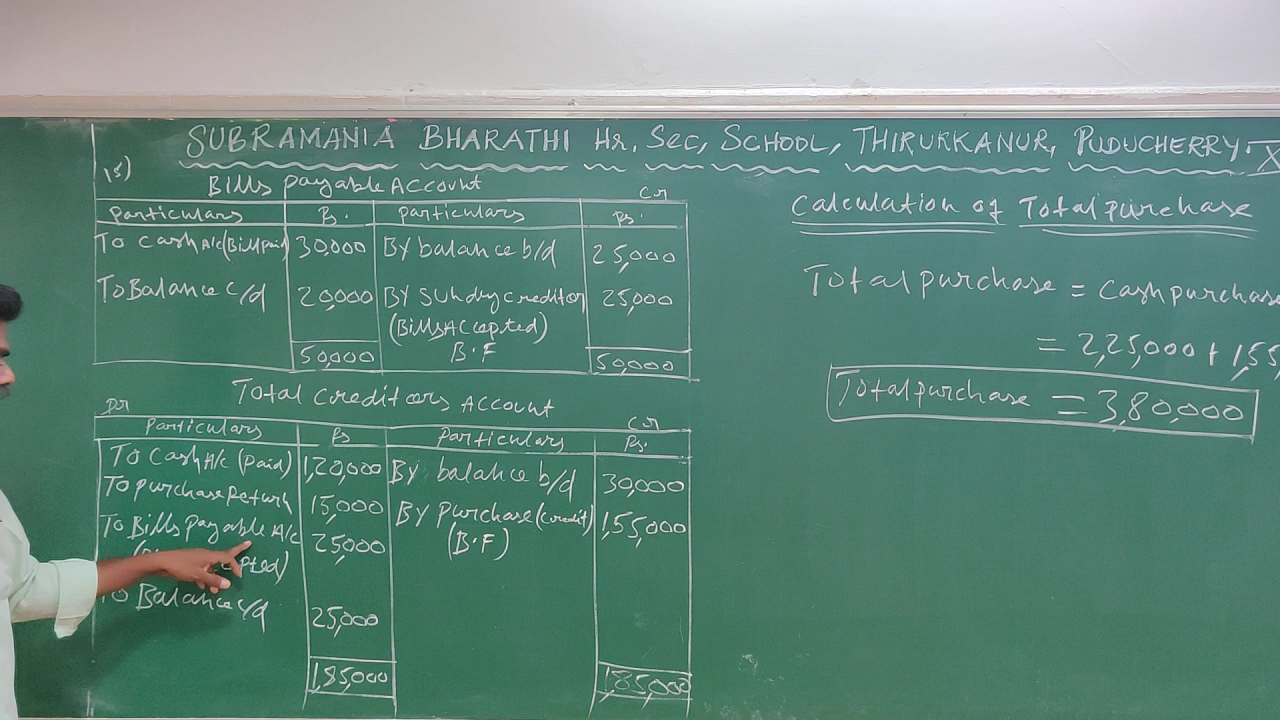 SUBRAMANIA BHARATHI Hr. Sec, SCHOOL, THIRUKKANUR, PUDUCHERRY. X
15)
Bills Payable Account
Cr
Particulars Rs. Particulars Rs.
To Cash A/c (Bill Paid) 30,000 By balance b/d 25,000
To Balance c/d 20,000 By Sundry creditor 25,000
(Bills Accepted)
B.F
50,000 50,000
Total Creditors Account
Dr Cr
Particulars Rs Particulars Rs.
To Cash A/c (Paid) 1,20,000 By balance b/d 30,000
To purchase Return 15,000 By purchase (credit) 1,55,000
To Bills payable A/c 25,000 (B.F)
pted)
To Balance c/d 25,000
1,85,000 1,85,000
Calculation of Total purchase
Total purchase = Cash purchase
= 2,25,000 + 1,55
Total purchase = 3,80,000